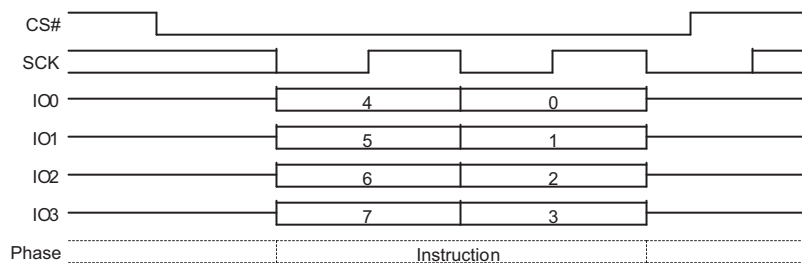 CS#
SCK
IO0 4 0
IO1 5 1
IO2 6 2
IO3 7 3
Phase Instruction